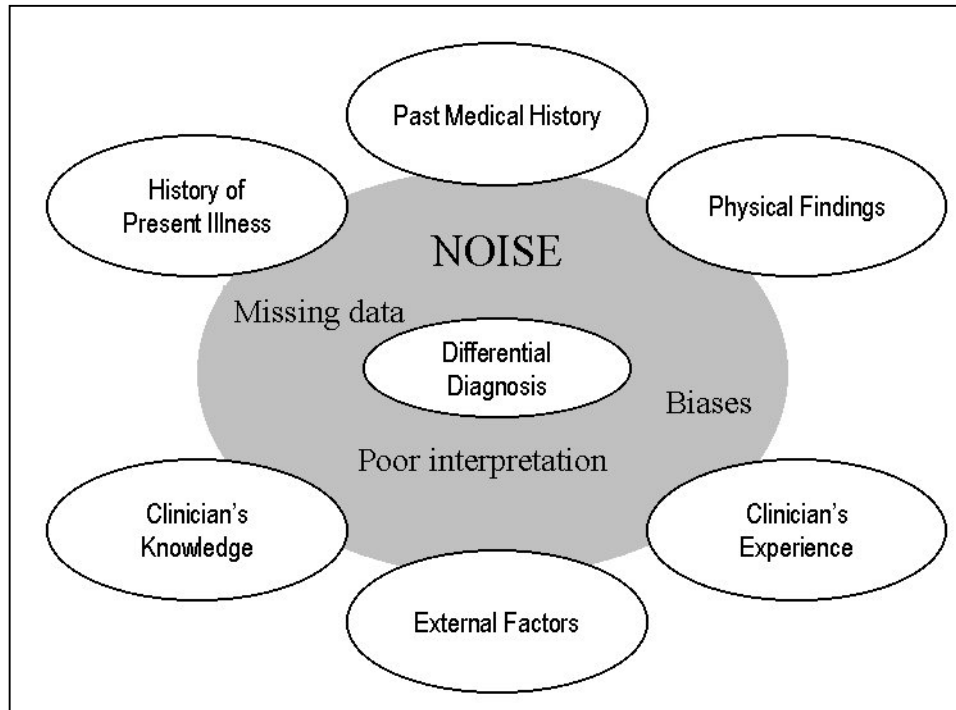 Past Medical History
History of
Present Illness
Physical Findings
NOISE
Missing data
Differential
Diagnosis
Biases
Poor interpretation
Clinician's
Knowledge
Clinician's
Experience
External Factors